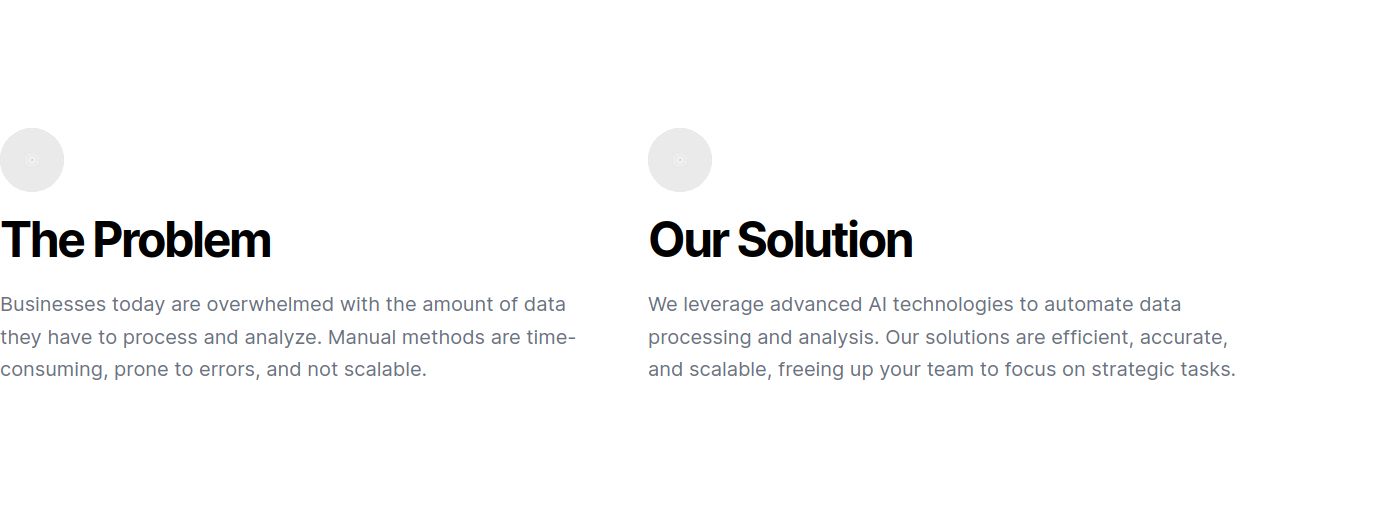 The Problem
Businesses today are overwhelmed with the amount of data
they have to process and analyze. Manual methods are time-
consuming, prone to errors, and not scalable.
Our Solution
We leverage advanced AI technologies to automate data
processing and analysis. Our solutions are efficient, accurate,
and scalable, freeing up your team to focus on strategic tasks.